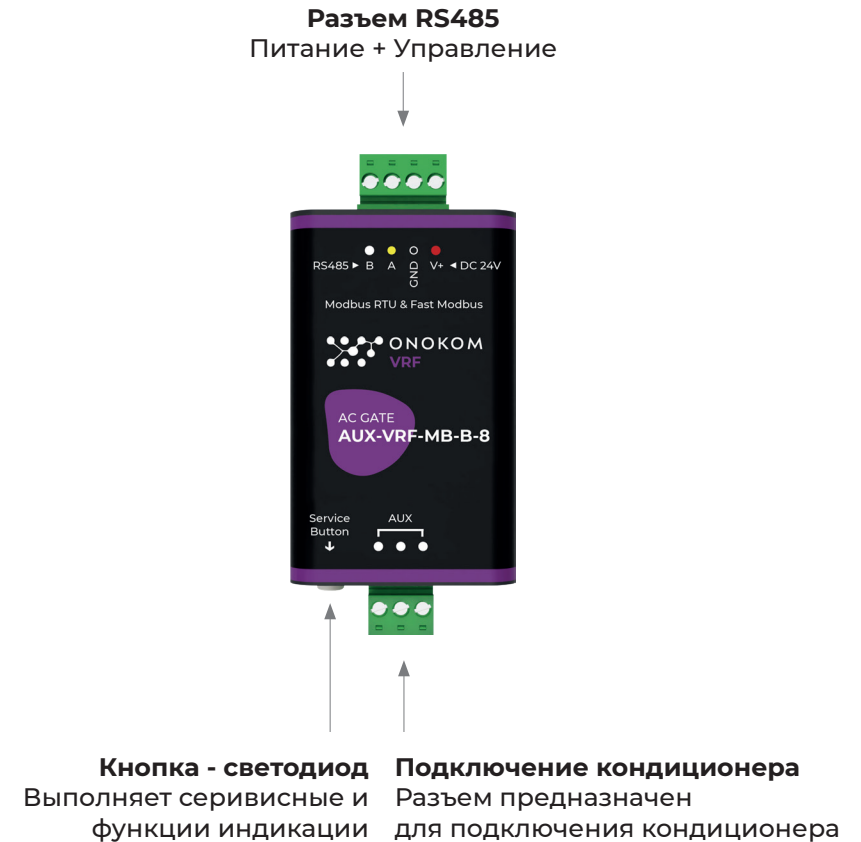 Разъем RS485
Питание + Управление
RS485 ► B A GND V+ ◄ DC 24V
Modbus RTU & Fast Modbus
ONOKOM
VRF
AC GATE
AUX-VRF-MB-B-8
Service
Button
AUX
Кнопка - светодиод
Выполняет серивисные и
функции индикации
Подключение кондиционера
Разъем предназначен
для подключения кондиционера